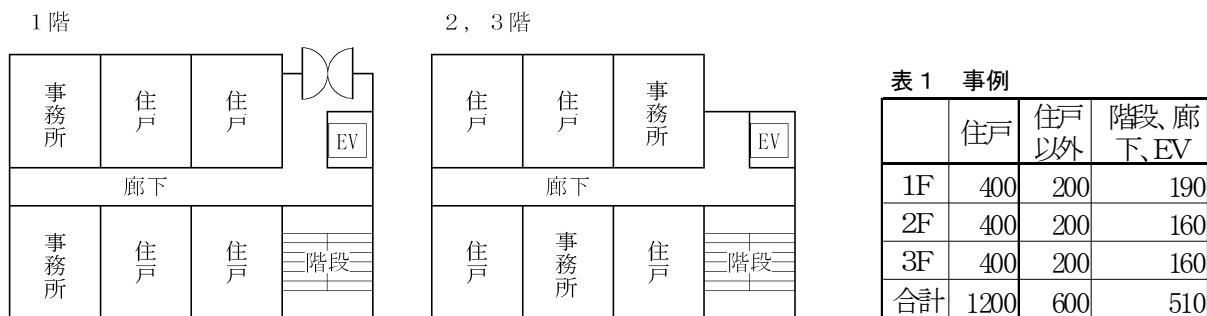 1階
事務所
住戸
住戸
EV
廊下
事務所
住戸
住戸
階段
2,3階
住戸
住戸
事務所
EV
廊下
住戸
事務所
住戸
階段
表1 事例
住戸 住戸以外 階段、廊下、EV
1F 400 200 190
2F 400 200 160
3F 400 200 160
合計 1200 600 510